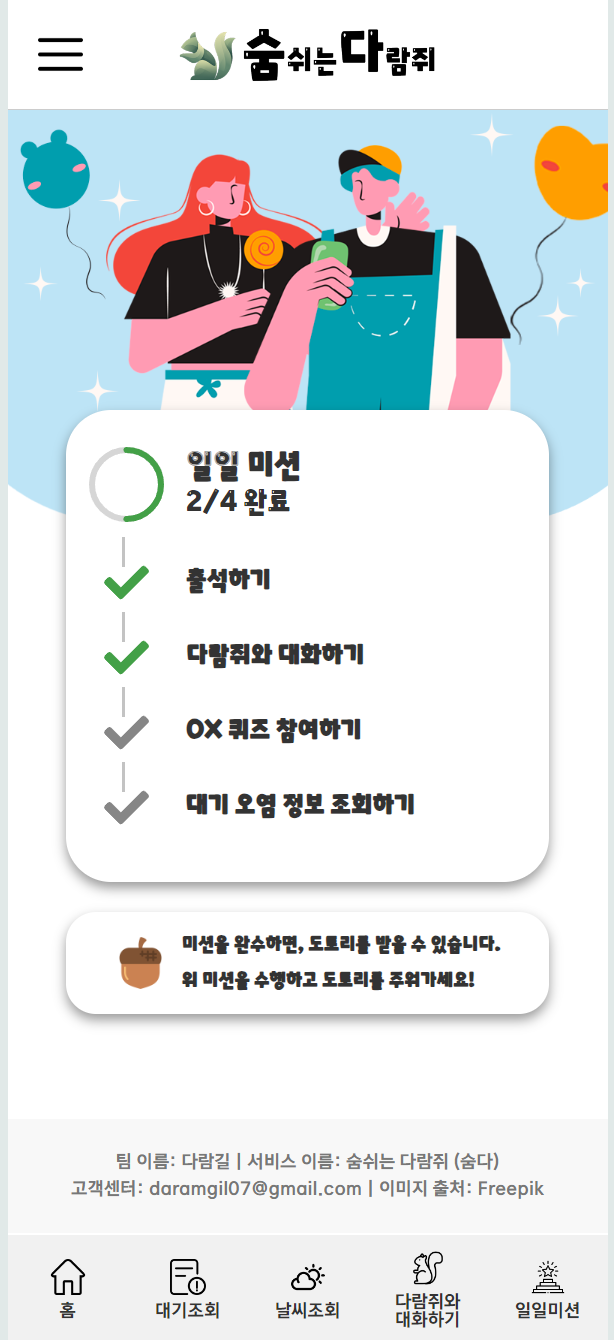 숨쉬는다람쥐
일일 미션
2/4 완료
출석하기
다람쥐와 대화하기
OX 퀴즈 참여하기
대기 오염 정보 조회하기
미션을 완수하면, 도토리를 받을 수 있습니다.
위 미션을 수행하고 도토리를 주워가세요!
팀 이름: 다람길 | 서비스 이름: 숨쉬는 다람쥐 (숨다)
고객센터: daramgil07@gmail.com | 이미지 출처: Freepik
홈
대기조회
날씨조회
다람쥐와
대화하기
일일미션